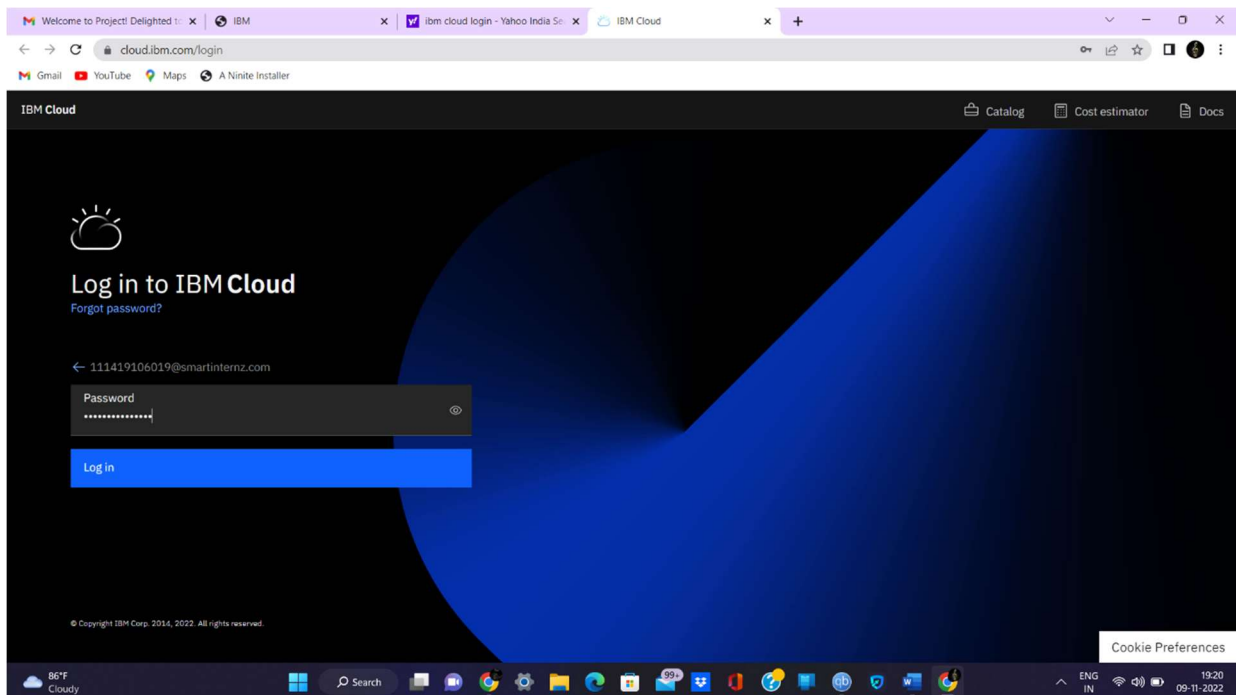 Welcome to Project! Delighted to
IBM
ibm cloud login - Yahoo India Se
IBM Cloud
cloud.ibm.com/login
Gmail
YouTube
Maps
A Ninite Installer
IBM Cloud
Catalog
Cost estimator
Docs
Log in to IBM Cloud
Forgot password?
111419106019@smartinternz.com
Password
Log in
© Copyright IBM Corp. 2014, 2022. All rights reserved.
Cookie Preferences
86°F
Cloudy
Search
99+
qb
ENG
IN
19:20
09-11-2022